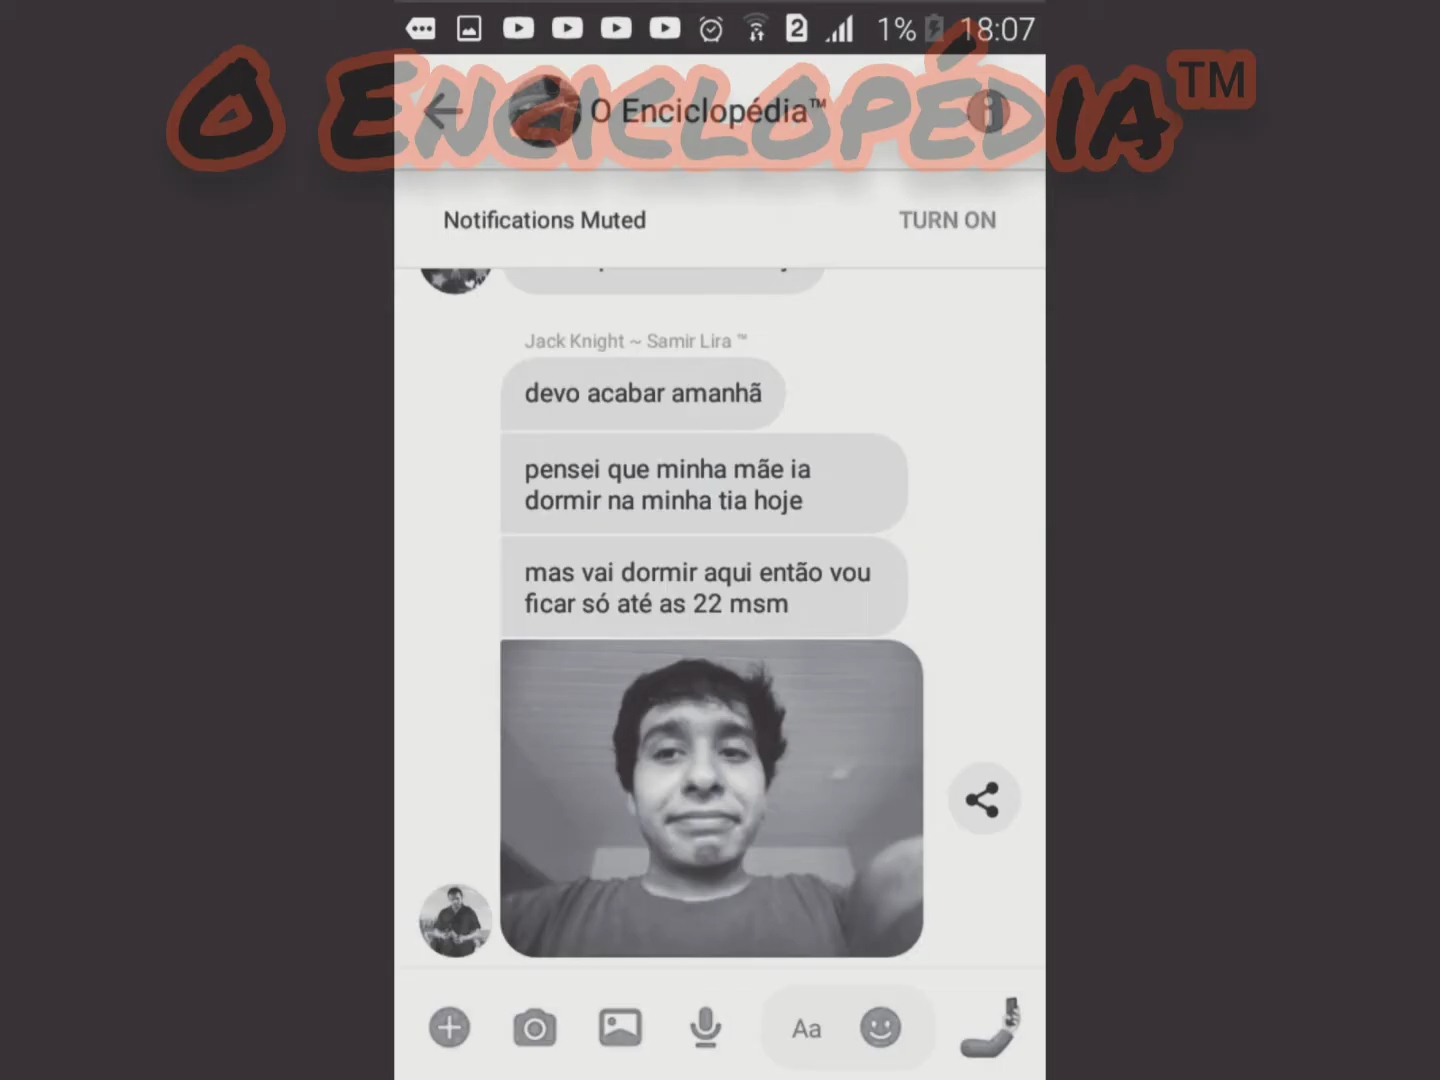 1% 18:07
O Enciclopédia™
O Enciclopédia™
Notifications Muted TURN ON
Jack Knight ~ Samir Lira ™
devo acabar amanhã
pensei que minha mãe ia
dormir na minha tia hoje
mas vai dormir aqui então vou
ficar só até as 22 msm
Aa